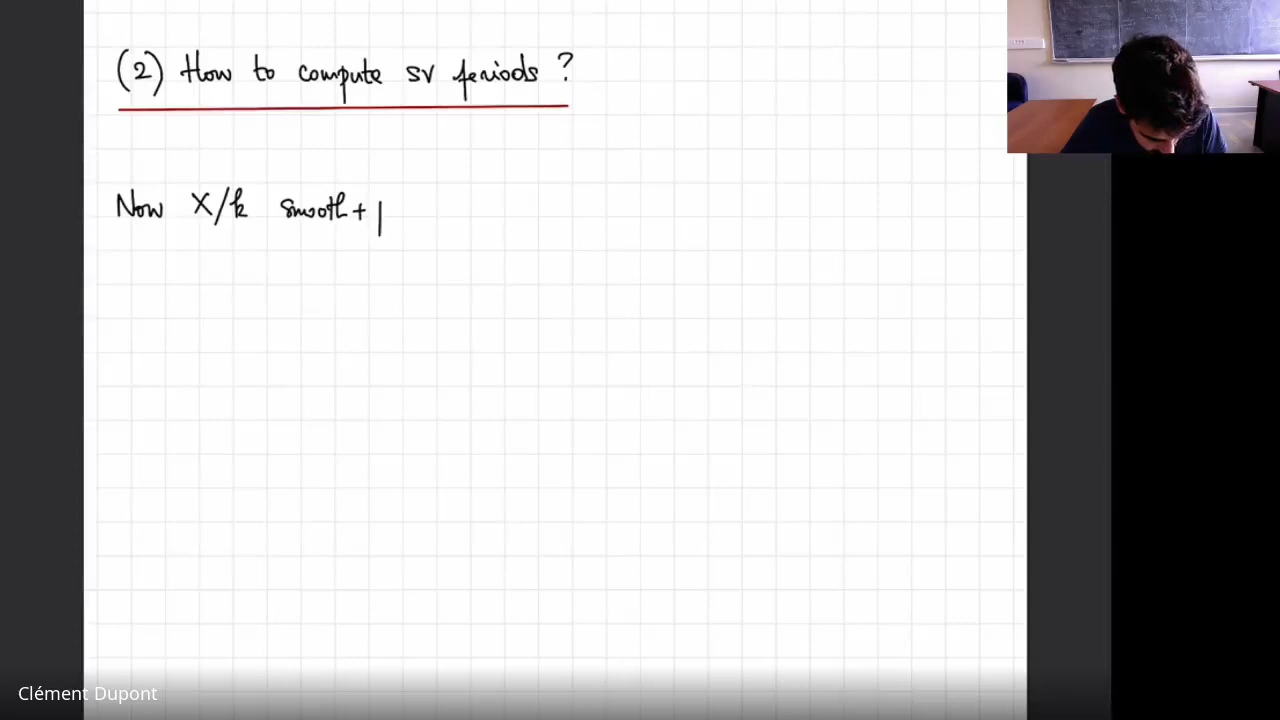 (2) How to compute sv periods ?
Now X/k smooth +
Clément Dupont